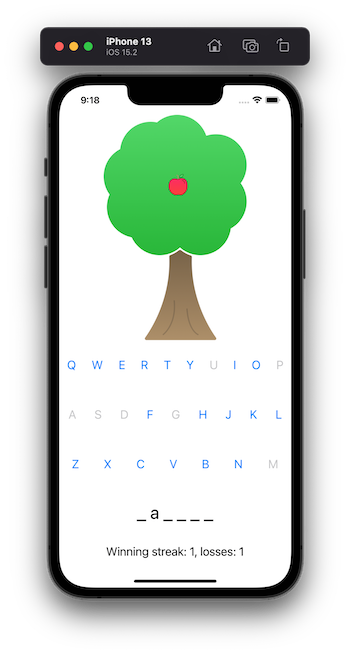 iPhone 13
iOS 15.2
9:18
Q W E R T Y U I O P
A S D F G H J K L
Z X C V B N M
_ a _ _ _ _
Winning streak: 1, losses: 1